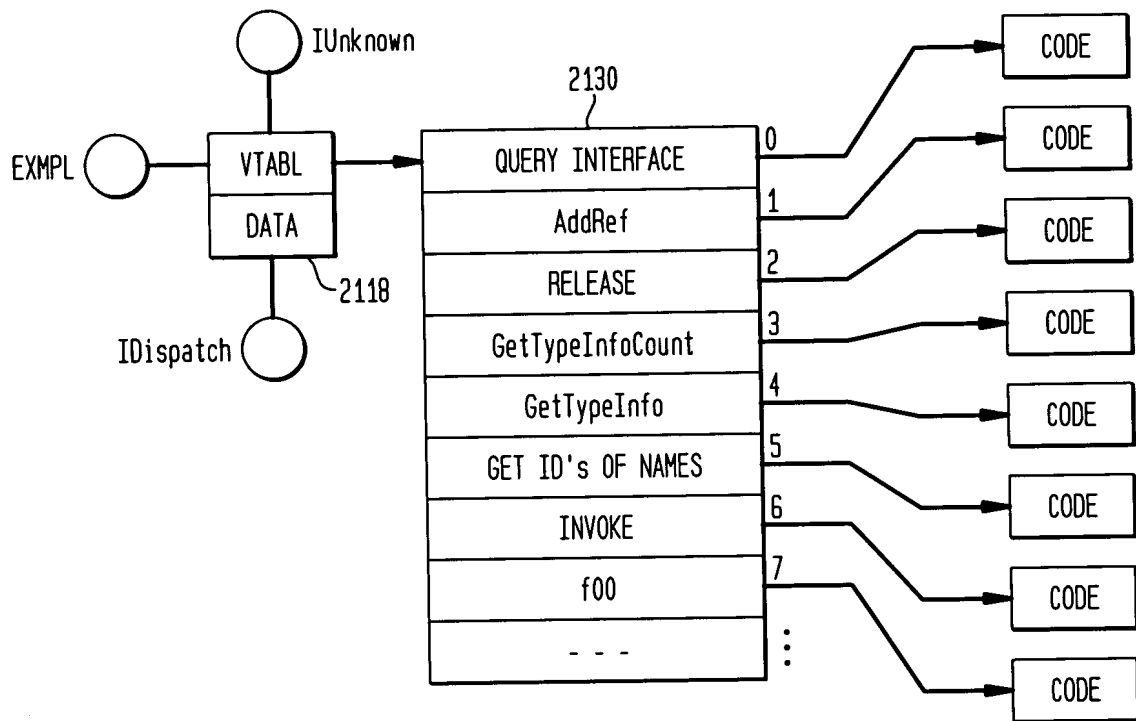 IUnknown
EXMPL
VTABL
DATA
2118
IDispatch
2130
QUERY INTERFACE
AddRef
RELEASE
GetTypeInfoCount
GetTypeInfo
GET ID's OF NAMES
INVOKE
f00
- - -
0
1
2
3
4
5
6
7
CODE
CODE
CODE
CODE
CODE
CODE
CODE
CODE